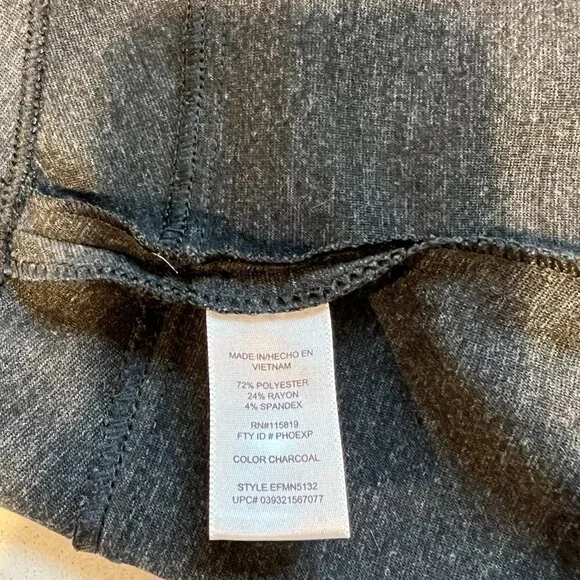 MADE IN/HECHO EN
VIETNAM
72% POLYESTER
24% RAYON
4% SPANDEX
RN#115819
FTY ID # PHOEXP
COLOR CHARCOAL
STYLE EFMN5132
UPC# 039321567077